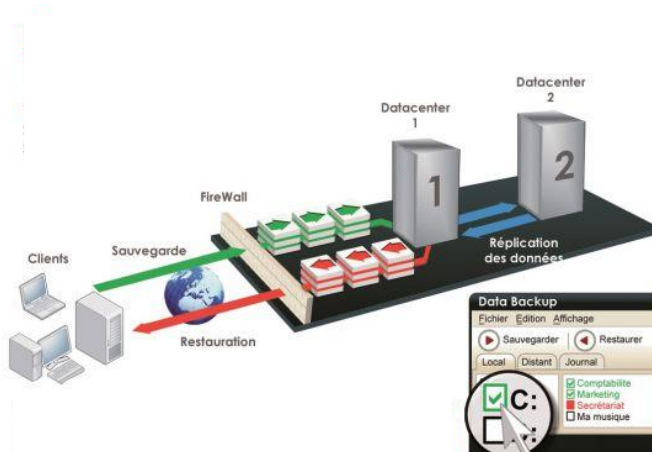 Datacenter
2
Datacenter
1
2
1
FireWall
Clients
Sauvegarde
Réplication
des données
Restauration
Data Backup
Fichier Edition Affichage
Sauvegarder Restaurer
Local Distant Journal
C:
Comptabilite
Marketing
Secrétariat
Ma musique